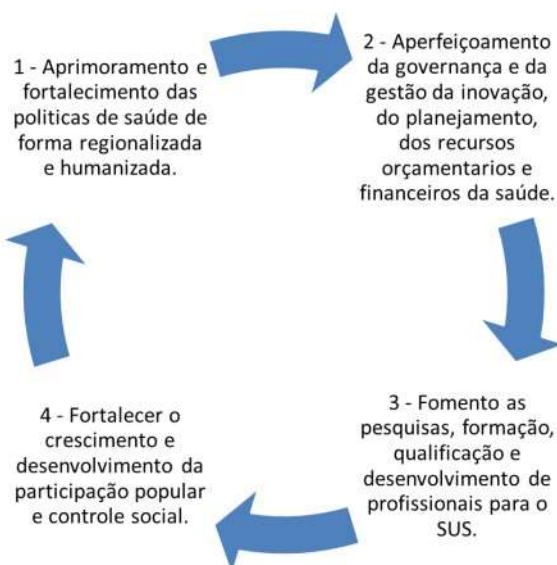 1 - Aprimoramento e
fortalecimento das
politicas de saúde de
forma regionalizada
e humanizada.
2 - Aperfeiçoamento
da governança e da
gestão da inovação,
do planejamento,
dos recursos
orçamentarios e
financeiros da saúde.
3 - Fomento as
pesquisas, formação,
qualificação e
desenvolvimento de
profissionais para o
SUS.
4 - Fortalecer o
crescimento e
desenvolvimento da
participação popular
e controle social.